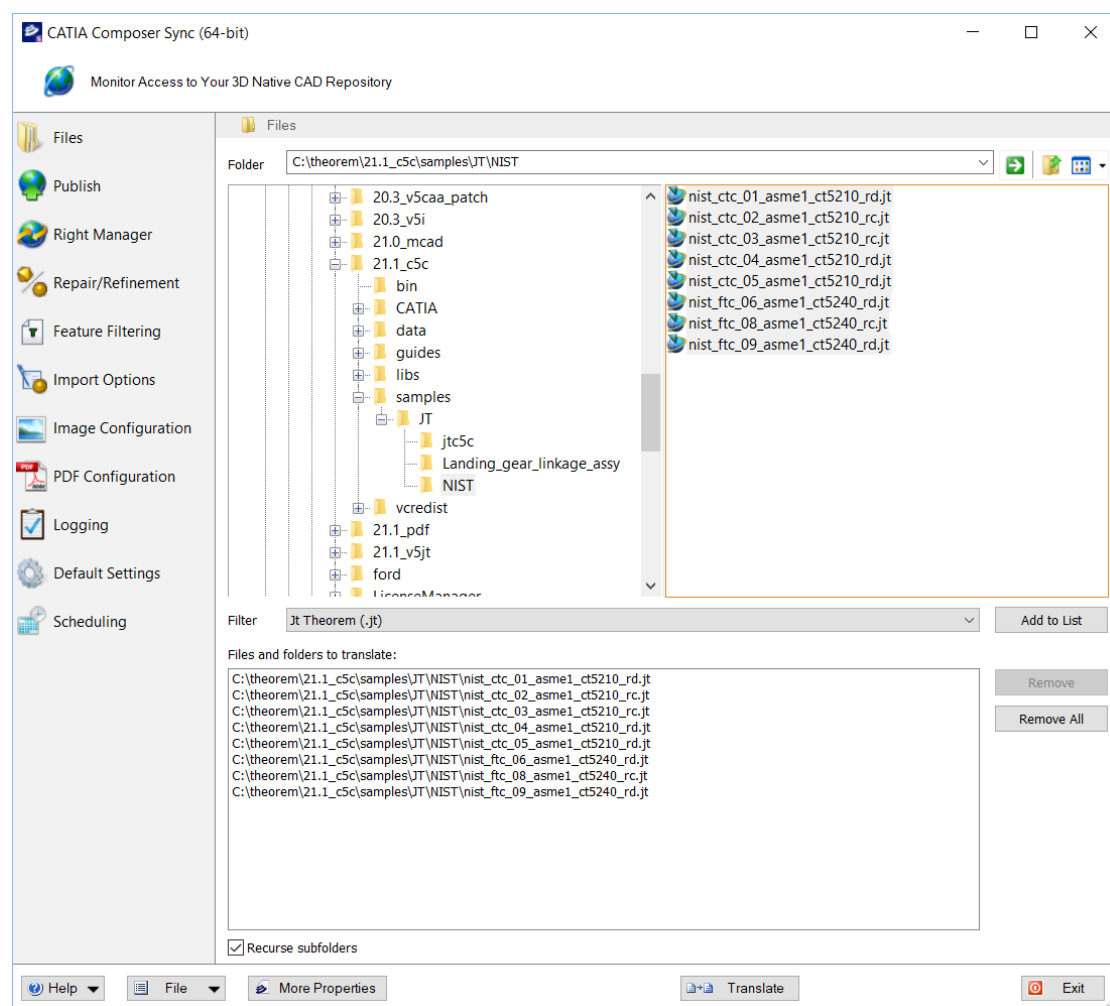 CATIA Composer Sync (64-bit)
Monitor Access to Your 3D Native CAD Repository
Files
Publish
Right Manager
Repair/Refinement
Feature Filtering
Import Options
Image Configuration
PDF Configuration
Logging
Default Settings
Scheduling
Files
Folder C:\theorem\21.1_c5c\samples\JT\NIST
20.3_v5caa_patch
20.3_v5i
21.0_mcad
21.1_c5c
bin
CATIA
data
guides
libs
samples
JT
jtc5c
Landing_gear_linkage_assy
NIST
vcredist
21.1_pdf
21.1_v5jt
ford
LicenseManager
nist_ctc_01_asme1_ct5210_rd.jt
nist_ctc_02_asme1_ct5210_rc.jt
nist_ctc_03_asme1_ct5210_rc.jt
nist_ctc_04_asme1_ct5210_rd.jt
nist_ctc_05_asme1_ct5210_rd.jt
nist_ftc_06_asme1_ct5240_rd.jt
nist_ftc_08_asme1_ct5240_rc.jt
nist_ftc_09_asme1_ct5240_rd.jt
Filter Jt Theorem (.jt) Add to List
Files and folders to translate:
C:\theorem\21.1_c5c\samples\JT\NIST\nist_ctc_01_asme1_ct5210_rd.jt
C:\theorem\21.1_c5c\samples\JT\NIST\nist_ctc_02_asme1_ct5210_rc.jt
C:\theorem\21.1_c5c\samples\JT\NIST\nist_ctc_03_asme1_ct5210_rc.jt
C:\theorem\21.1_c5c\samples\JT\NIST\nist_ctc_04_asme1_ct5210_rd.jt
C:\theorem\21.1_c5c\samples\JT\NIST\nist_ctc_05_asme1_ct5210_rd.jt
C:\theorem\21.1_c5c\samples\JT\NIST\nist_ftc_06_asme1_ct5240_rd.jt
C:\theorem\21.1_c5c\samples\JT\NIST\nist_ftc_08_asme1_ct5240_rc.jt
C:\theorem\21.1_c5c\samples\JT\NIST\nist_ftc_09_asme1_ct5240_rd.jt
Remove
Remove All
Recurse subfolders
Help File More Properties Translate Exit